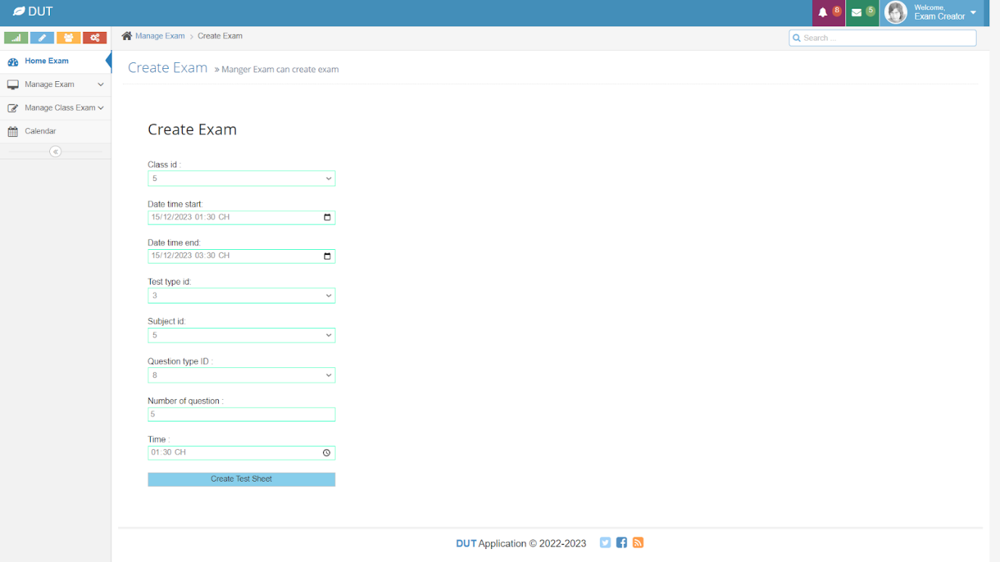 DUT
8
5
Welcome,
Exam Creator
Manage Exam > Create Exam
Search ...
Home Exam
Manage Exam
Manage Class Exam
Calendar
Create Exam » Manger Exam can create exam
Create Exam
Class id :
5
Date time start:
15/12/2023 01:30 CH
Date time end:
15/12/2023 03:30 CH
Test type id:
3
Subject id:
5
Question type ID :
8
Number of question :
5
Time :
01:30 CH
Create Test Sheet
DUT Application © 2022-2023